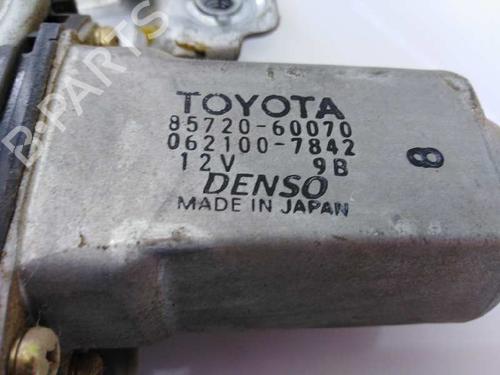 TOYOTA
85720-60070
062100-7842
12V 9B
DENSO
MADE IN JAPAN
8
B-PARTS